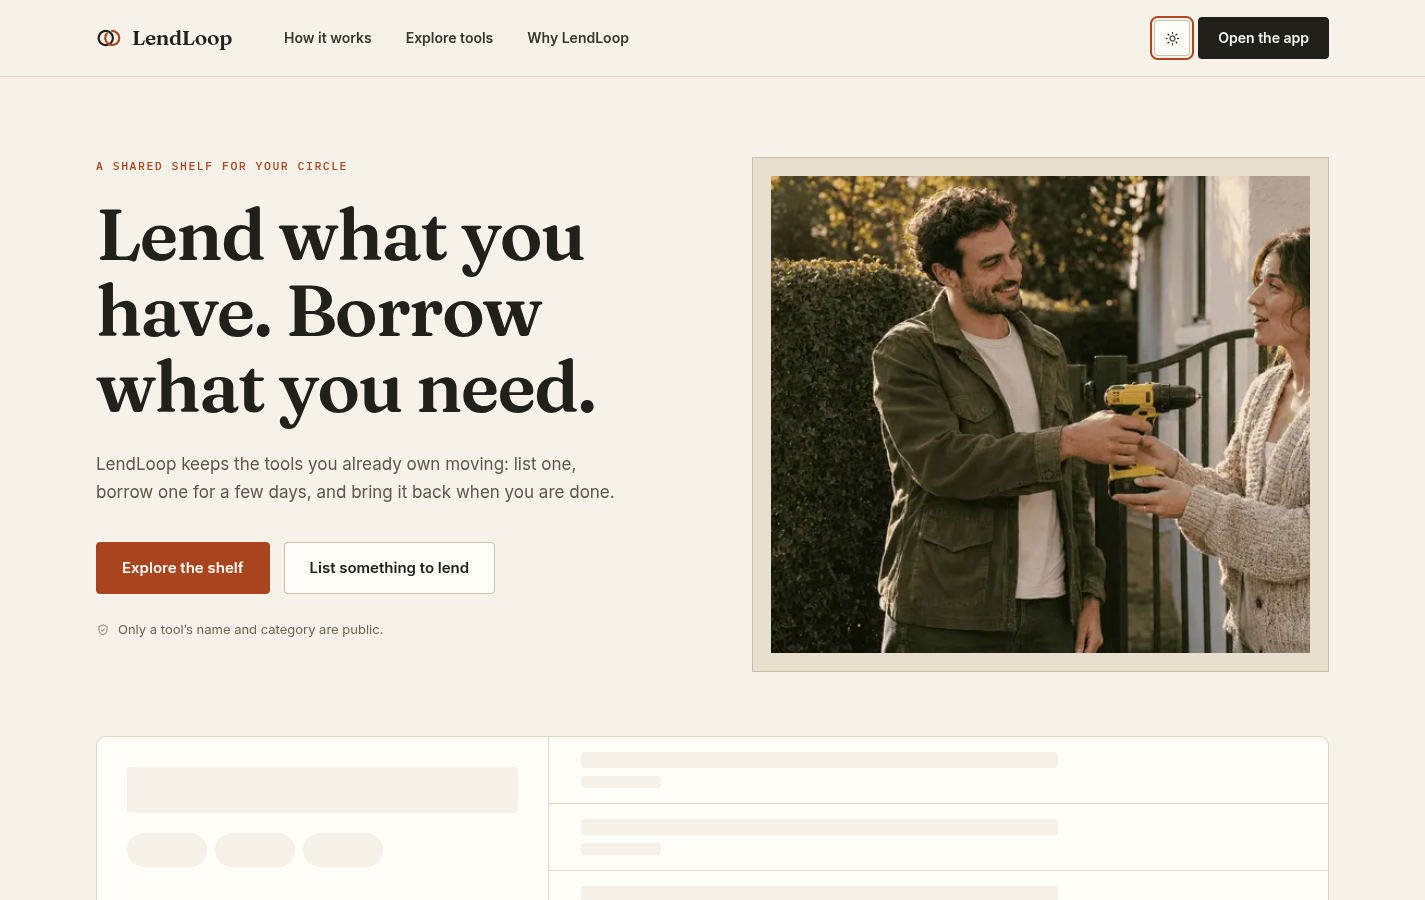 LendLoop
How it works
Explore tools
Why LendLoop
Open the app
A SHARED SHELF FOR YOUR CIRCLE
Lend what you
have. Borrow
what you need.
LendLoop keeps the tools you already own moving: list one,
borrow one for a few days, and bring it back when you are done.
Explore the shelf
List something to lend
Only a tool’s name and category are public.